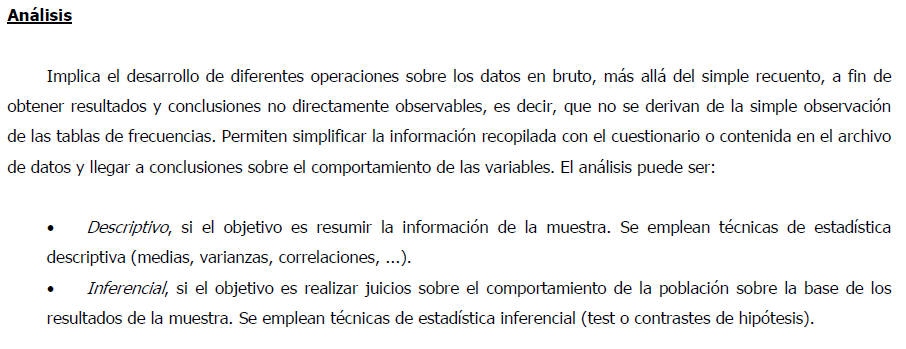 Análisis
Implica el desarrollo de diferentes operaciones sobre los datos en bruto, más allá del simple recuento, a fin de
obtener resultados y conclusiones no directamente observables, es decir, que no se derivan de la simple observación
de las tablas de frecuencias. Permiten simplificar la información recopilada con el cuestionario o contenida en el archivo
de datos y llegar a conclusiones sobre el comportamiento de las variables. El análisis puede ser:
• Descriptivo, si el objetivo es resumir la información de la muestra. Se emplean técnicas de estadística
descriptiva (medias, varianzas, correlaciones, ...).
• Inferencial, si el objetivo es realizar juicios sobre el comportamiento de la población sobre la base de los
resultados de la muestra. Se emplean técnicas de estadística inferencial (test o contrastes de hipótesis).